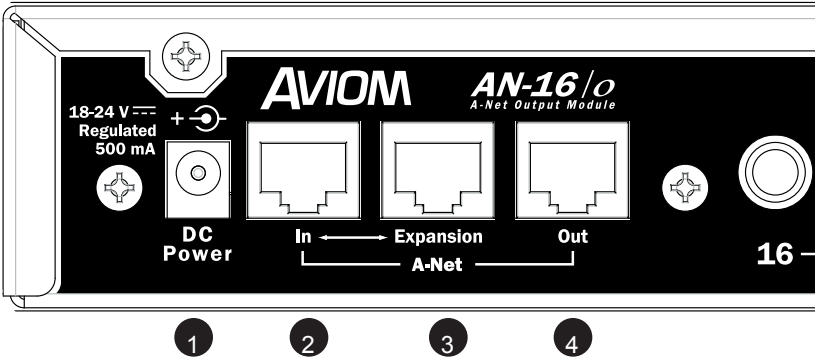 AVIOM
AN-16/o
A-Net Output Module
18-24 V
Regulated
500 mA
+ -
DC
Power
In
Expansion
Out
A-Net
16
1
2
3
4